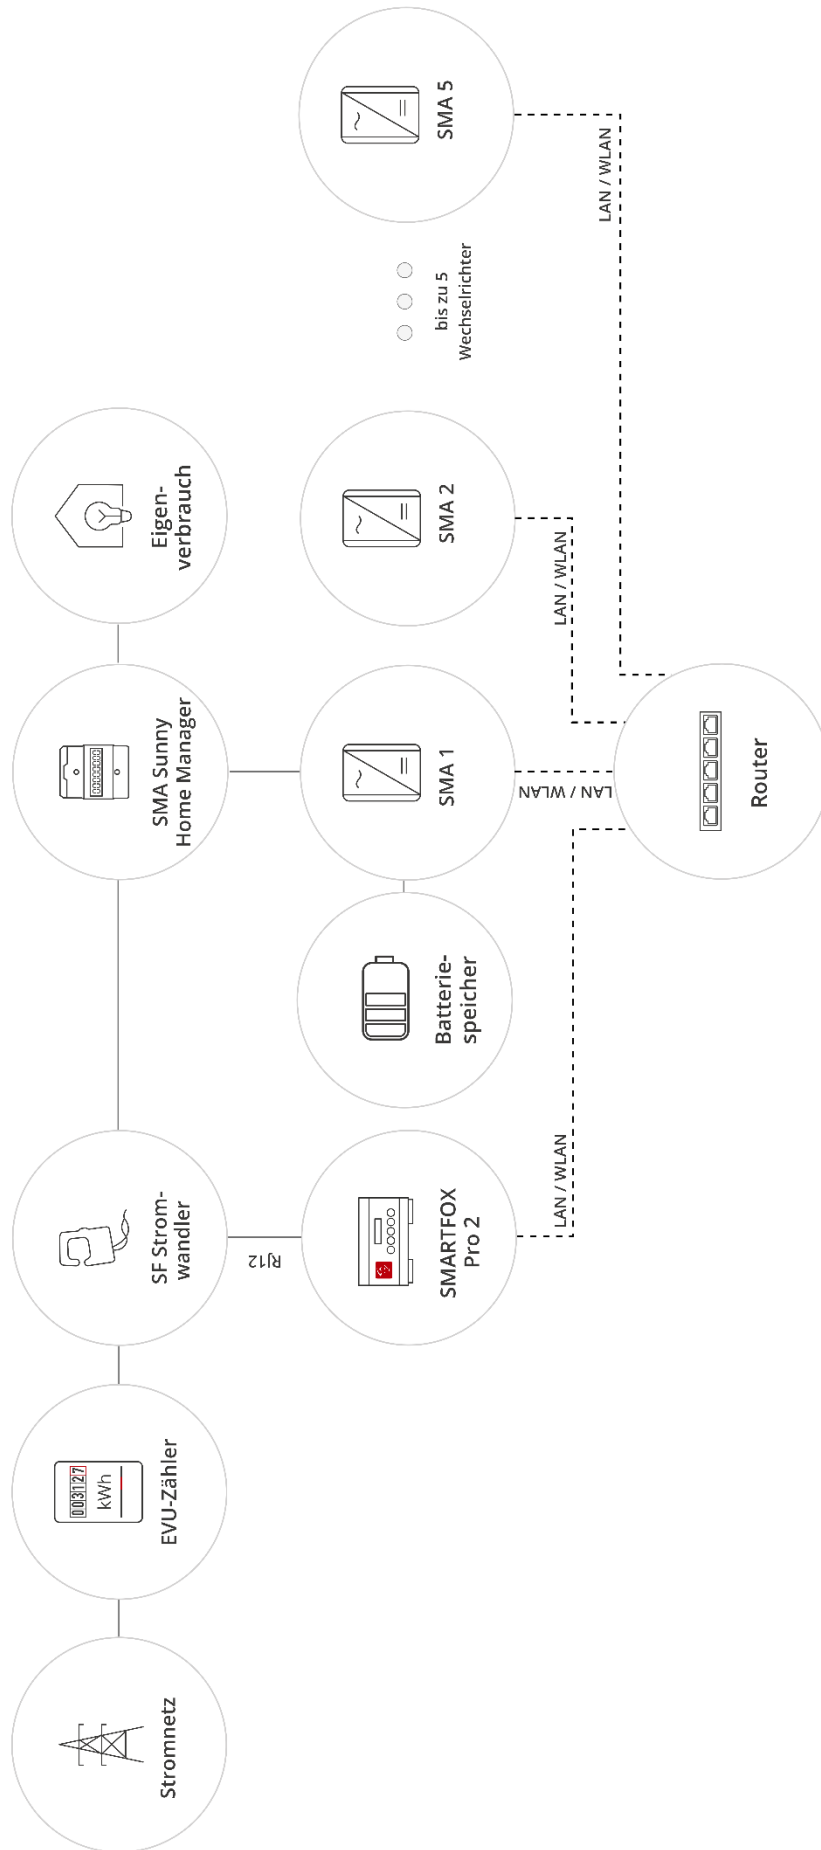 Stromnetz
003127
kWh
EVU-Zähler
SF Strom-
wandler
SMA Sunny
Home Manager
Eigen-
verbrauch
RJ12
SMARTFOX
Pro 2
Batterie-
speicher
SMA 1
SMA 2
bis zu 5
Wechselrichter
SMA 5
LAN / WLAN
LAN / WLAN
LAN / WLAN
LAN / WLAN
Router